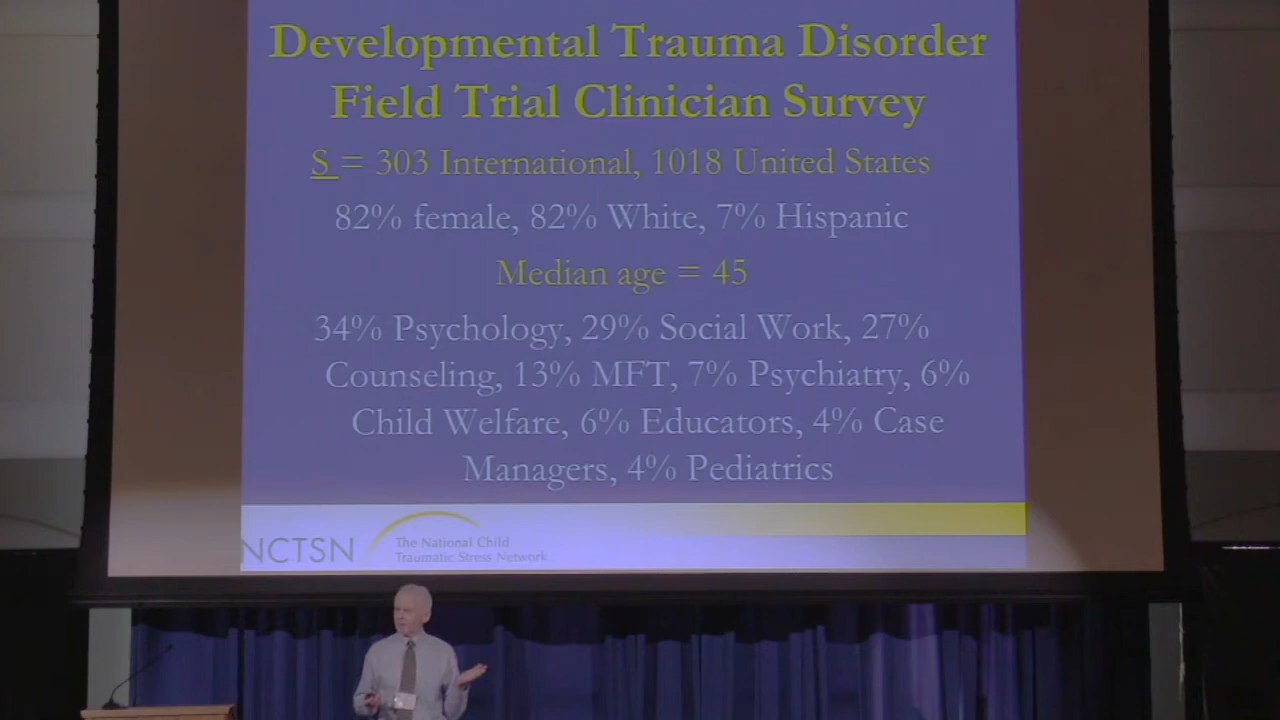 Developmental Trauma Disorder
Field Trial Clinician Survey
S = 303 International, 1018 United States
82% female, 82% White, 7% Hispanic
Median age = 45
34% Psychology, 29% Social Work, 27%
Counseling, 13% MFT, 7% Psychiatry, 6%
Child Welfare, 6% Educators, 4% Case
Managers, 4% Pediatrics
NCTSN
The National Child
Traumatic Stress Network